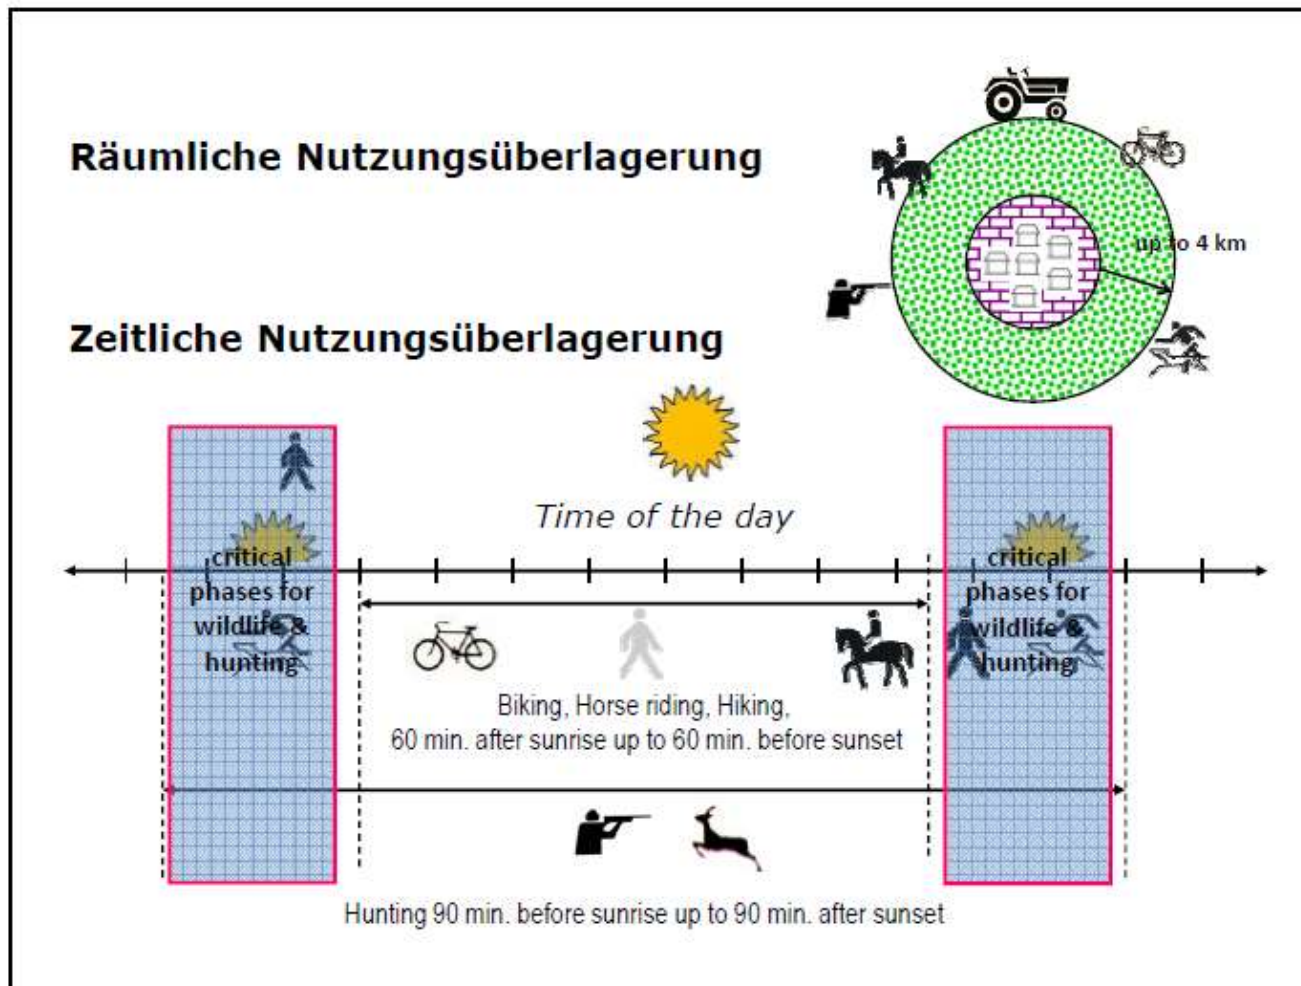 Räumliche Nutzungsüberlagerung
up to 4 km
Zeitliche Nutzungsüberlagerung
Time of the day
critical
phases for
wildlife &
hunting
critical
phases for
wildlife &
hunting
Biking, Horse riding, Hiking,
60 min. after sunrise up to 60 min. before sunset
Hunting 90 min. before sunrise up to 90 min. after sunset